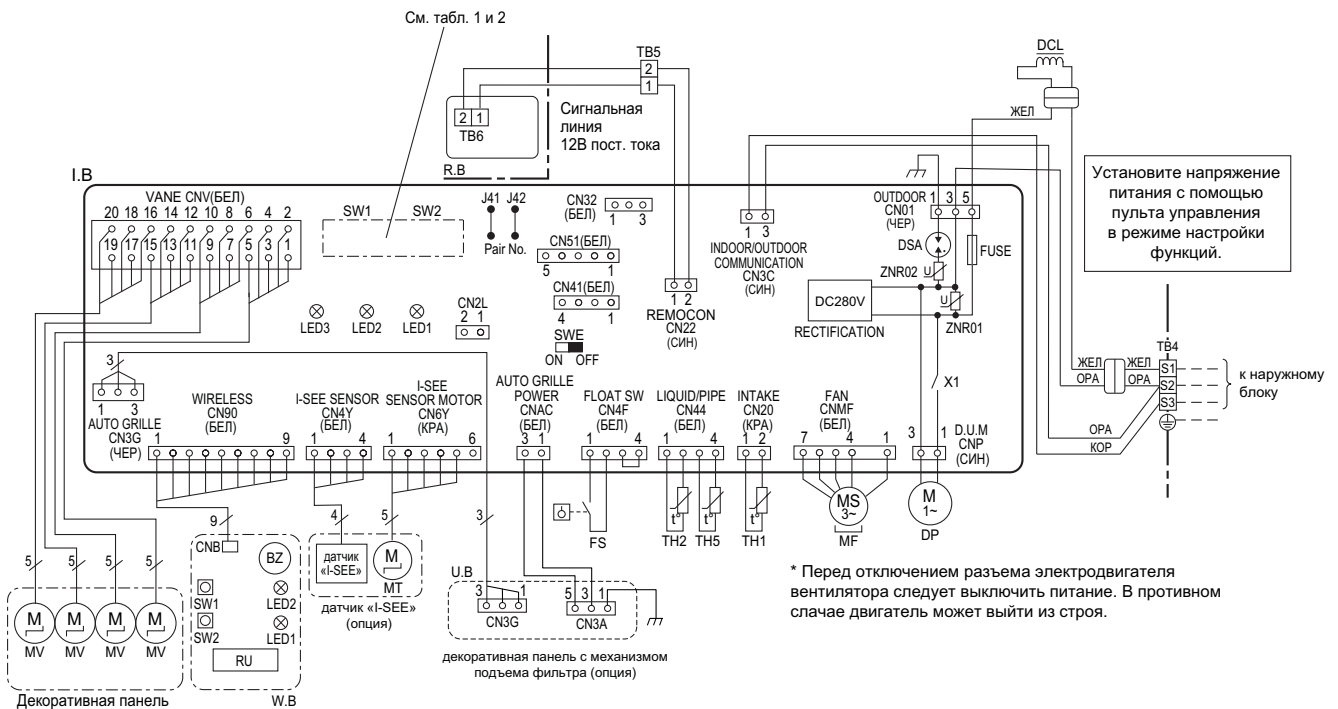 См. табл. 1 и 2
TB5
2
1
2 1
TB6
R.B
Сигнальная
линия
12В пост. тока
DCL
ЖЕЛ
Установите напряжение
питания с помощью
пульта управления
в режиме настройки
функций.
I.B
VANE CNV(БЕЛ)
20 18 16 14 12 10 8 6 4 2
19 17 15 13 11 9 7 5 3 1
SW1 SW2
J41 J42
Pair No.
CN32
(БЕЛ)
1 3
CN51(БЕЛ)
5 1
CN41(БЕЛ)
4 1
SWE
ON OFF
1 2
REMOCON
CN22
(СИН)
1 3
INDOOR/OUTDOOR
COMMUNICATION
CN3C
(СИН)
OUTDOOR 1 3 5
CN01
(ЧЕР)
DSA
FUSE
ZNR02 U
U
ZNR01
DC280V
RECTIFICATION
X1
LED3 LED2 LED1
CN2L
2 1
3
1 3
AUTO GRILLE
CN3G
(ЧЕР)
WIRELESS
CN90
(БЕЛ)
1 9
I-SEE SENSOR
CN4Y
(БЕЛ)
1 4
I-SEE
SENSOR MOTOR
CN6Y
(КРА)
1 6
AUTO GRILLE
POWER
CNAC
(БЕЛ)
3 1
FLOAT SW
CN4F
(БЕЛ)
1 4
LIQUID/PIPE
CN44
(БЕЛ)
1 4
INTAKE
CN20
(КРА)
1 2
FAN
CNMF
(БЕЛ)
7 4 1
3 1
D.U.M
CNP
(СИН)
TB4
ЖЕЛ ЖЕЛ S1
ОРА ОРА S2
S3
ОРА
КОР
к наружному
блоку
5 5 5 5
M M M M
MV MV MV MV
Декоративная панель
9
CNB
BZ
SW1
SW2
LED2
LED1
RU
W.B
4 5
датчик
«I-SEE»
M
MT
датчик «I-SEE»
(опция)
3
U.B
3 1
CN3G
5 3 1
CN3A
декоративная панель с механизмом
подъема фильтра (опция)
FS
t° t° t°
TH2 TH5 TH1
MS
3~
MF
M
1~
DP
* Перед отключением разъема электродвигателя
вентилятора следует выключить питание. В противном
слачае двигатель может выйти из строя.